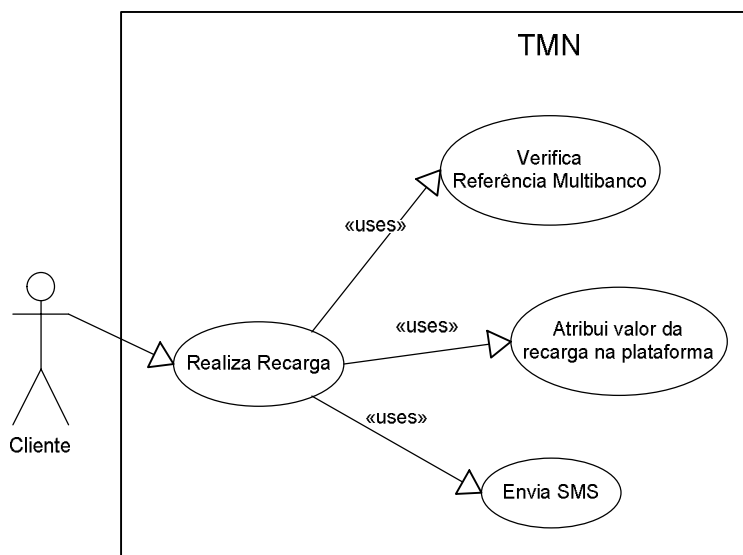 TMN
Verifica
Referência Multibanco
«uses»
«uses»
Atribui valor da
recarga na plataforma
Realiza Recarga
«uses»
Cliente
Envia SMS